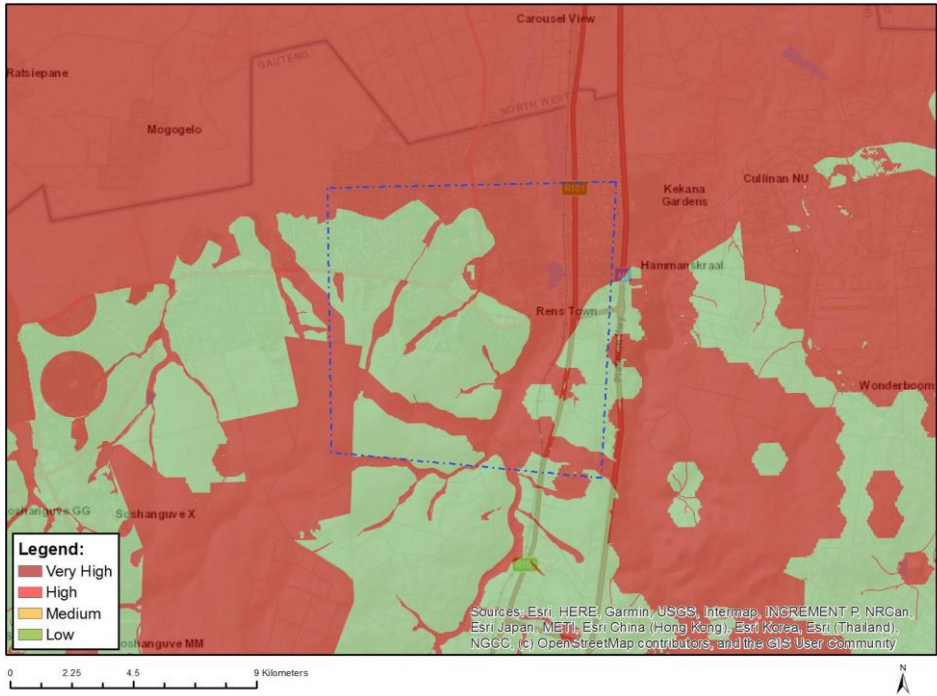 Carousel View
Ratsiepane
GAUTENG
NORTH WEST
Mogogelo
Cullinan NU
R101
Kekana
Gardens
Hammanskraal
Rens Town
Wonderboom
oshanguve GG
Soshanguve X
Legend:
Very High
High
Medium
Low
oshanguve MM
Sources: Esri, HERE, Garmin, USGS, Intermap, INCREMENT P, NRCan,
Esri Japan, METI, Esri China (Hong Kong), Esri Korea, Esri (Thailand),
NGCC, (c) OpenStreetMap contributors, and the GIS User Community
0 2.25 4.5 9 Kilometers
N